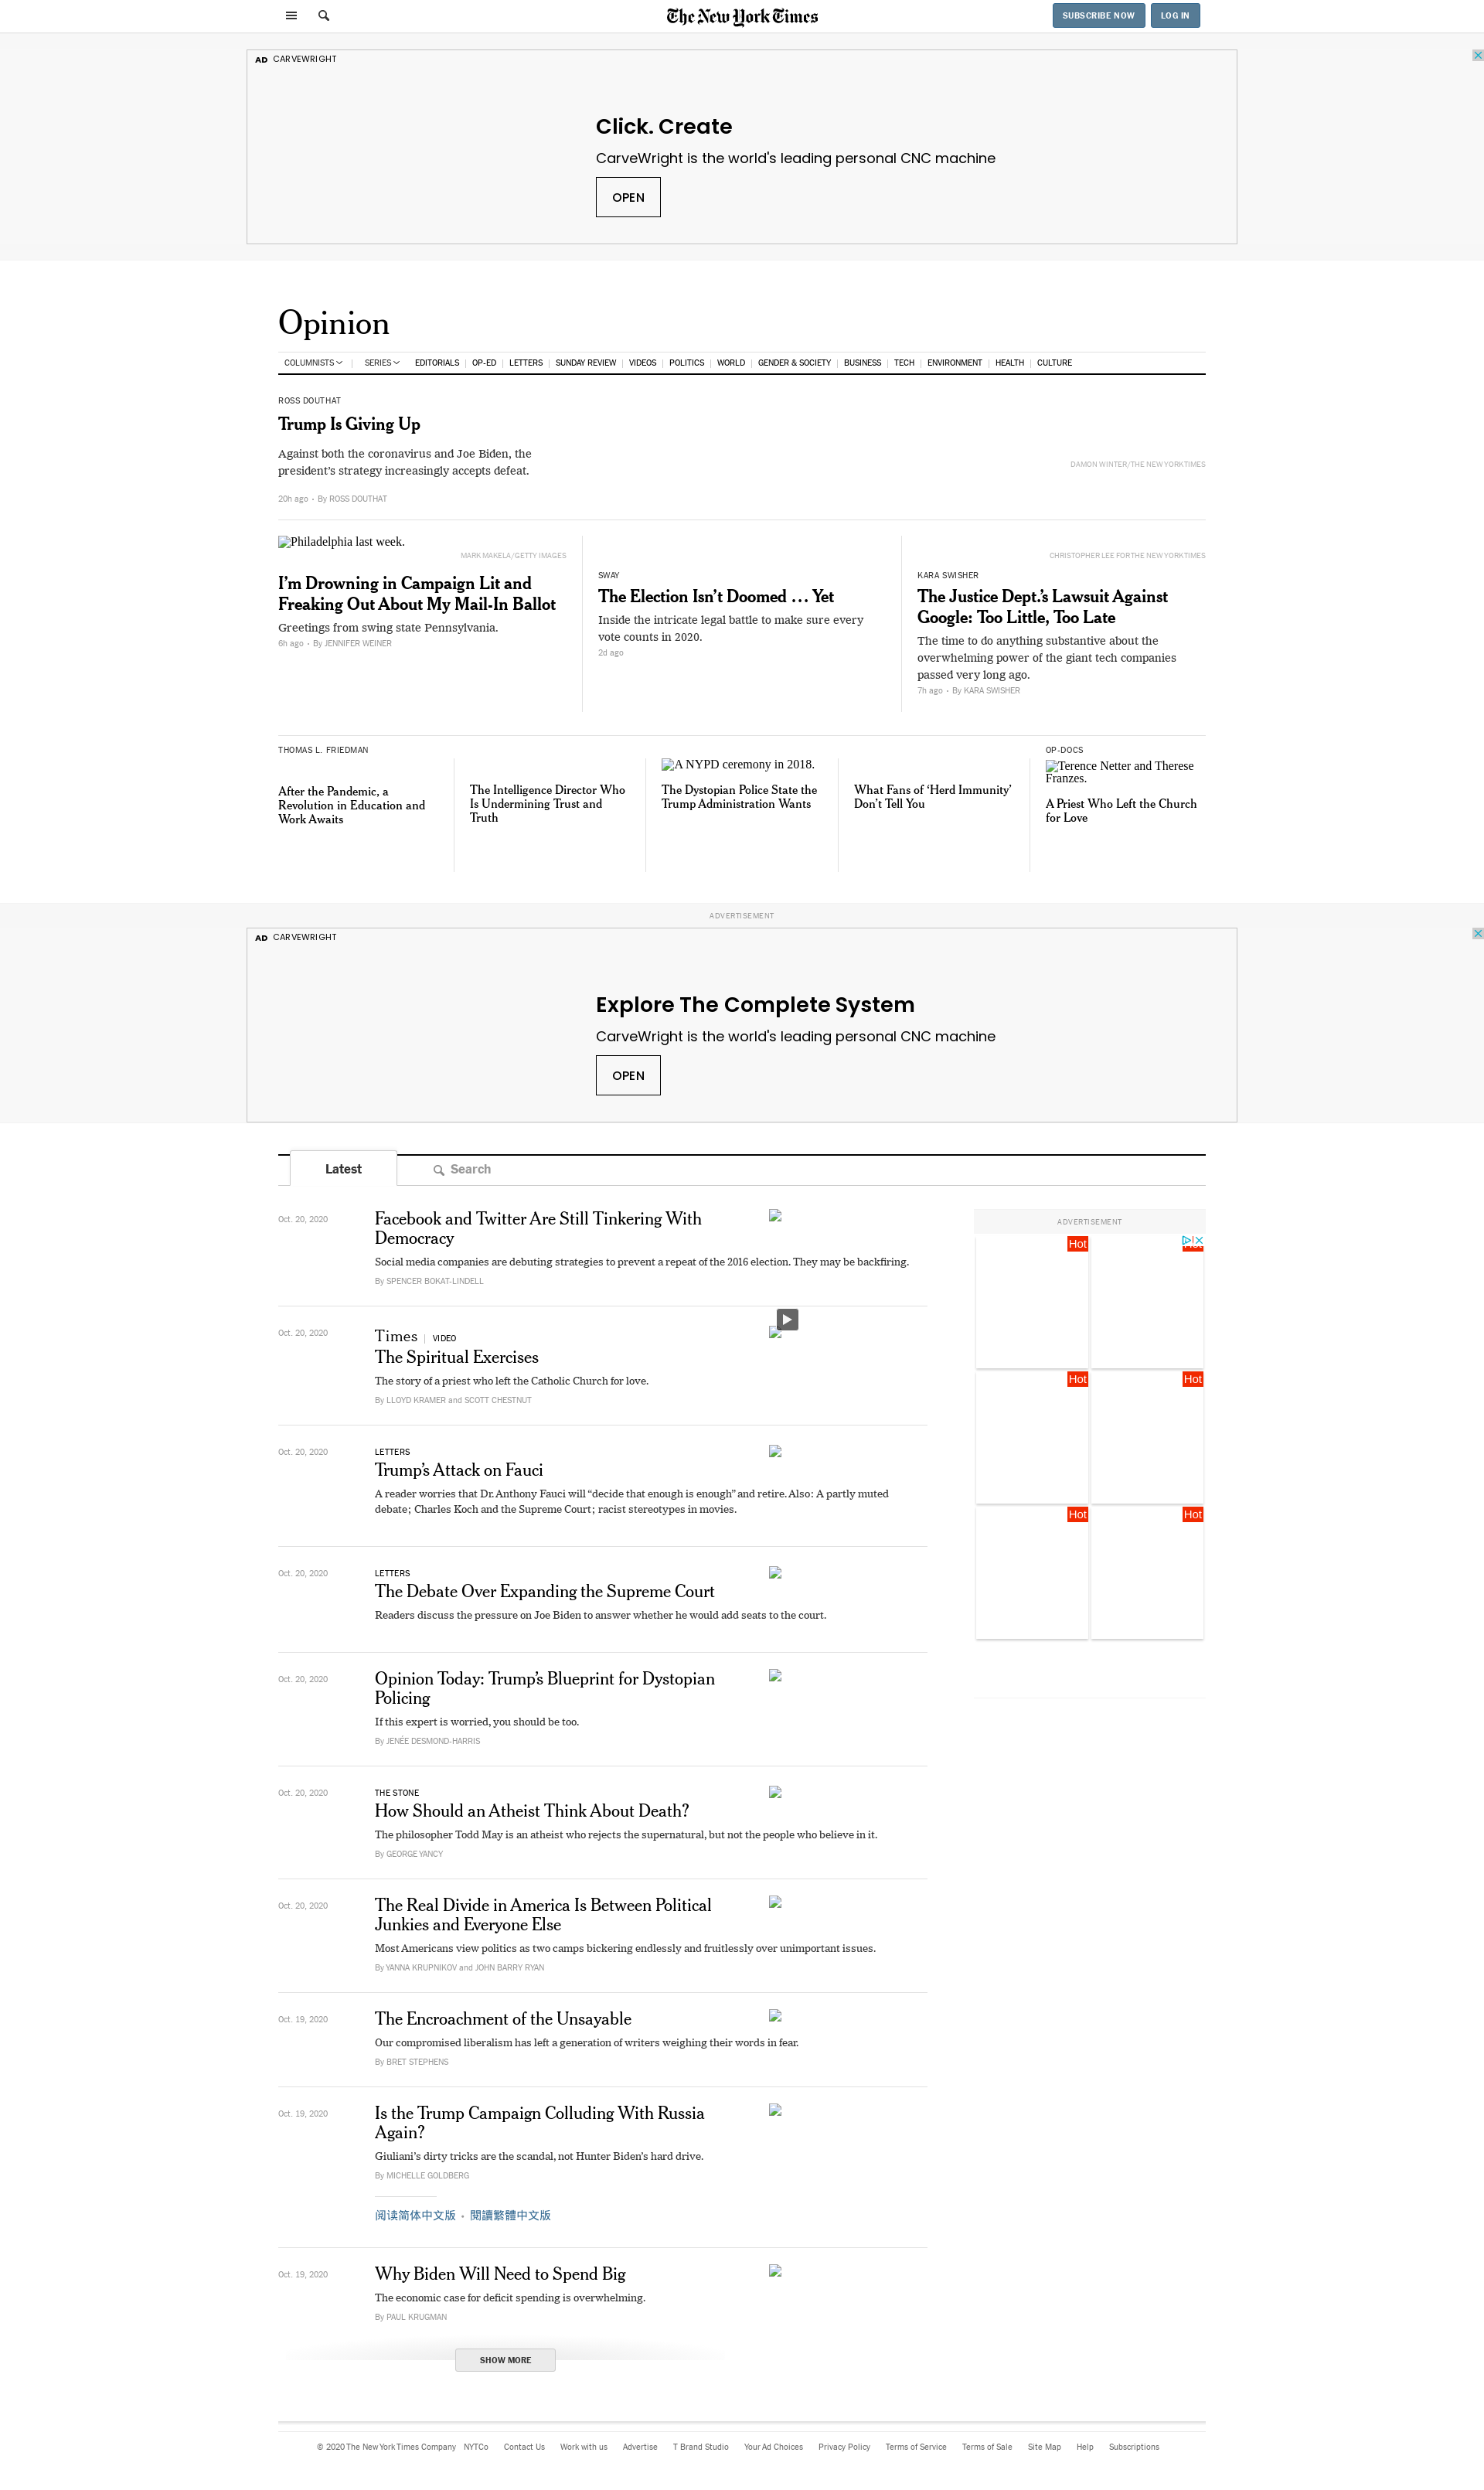 The New York Times
SUBSCRIBE NOW
LOG IN
AD CARVEWRIGHT
Click. Create
CarveWright is the world's leading personal CNC machine
OPEN
Opinion
COLUMNISTS SERIES EDITORIALS OP-ED LETTERS SUNDAY REVIEW VIDEOS POLITICS WORLD GENDER & SOCIETY BUSINESS TECH ENVIRONMENT HEALTH CULTURE
ROSS DOUTHAT
Trump Is Giving Up
Against both the coronavirus and Joe Biden, the
president’s strategy increasingly accepts defeat.
20h ago • By ROSS DOUTHAT
DAMON WINTER/THE NEW YORK TIMES
Philadelphia last week.
MARK MAKELA/GETTY IMAGES
I’m Drowning in Campaign Lit and
Freaking Out About My Mail-In Ballot
Greetings from swing state Pennsylvania.
6h ago • By JENNIFER WEINER
SWAY
The Election Isn’t Doomed … Yet
Inside the intricate legal battle to make sure every
vote counts in 2020.
2d ago
CHRISTOPHER LEE FOR THE NEW YORK TIMES
KARA SWISHER
The Justice Dept.’s Lawsuit Against
Google: Too Little, Too Late
The time to do anything substantive about the
overwhelming power of the giant tech companies
passed very long ago.
7h ago • By KARA SWISHER
THOMAS L. FRIEDMAN
After the Pandemic, a
Revolution in Education and
Work Awaits
The Intelligence Director Who
Is Undermining Trust and
Truth
A NYPD ceremony in 2018.
The Dystopian Police State the
Trump Administration Wants
What Fans of ‘Herd Immunity’
Don’t Tell You
OP-DOCS
Terence Netter and Therese
Franzes.
A Priest Who Left the Church
for Love
ADVERTISEMENT
AD CARVEWRIGHT
Explore The Complete System
CarveWright is the world's leading personal CNC machine
OPEN
Latest
Search
Oct. 20, 2020
Facebook and Twitter Are Still Tinkering With
Democracy
Social media companies are debuting strategies to prevent a repeat of the 2016 election. They may be backfiring.
By SPENCER BOKAT-LINDELL
Oct. 20, 2020
Times | VIDEO
The Spiritual Exercises
The story of a priest who left the Catholic Church for love.
By LLOYD KRAMER and SCOTT CHESTNUT
Oct. 20, 2020
LETTERS
Trump’s Attack on Fauci
A reader worries that Dr. Anthony Fauci will “decide that enough is enough” and retire. Also: A partly muted
debate; Charles Koch and the Supreme Court; racist stereotypes in movies.
Oct. 20, 2020
LETTERS
The Debate Over Expanding the Supreme Court
Readers discuss the pressure on Joe Biden to answer whether he would add seats to the court.
Oct. 20, 2020
Opinion Today: Trump’s Blueprint for Dystopian
Policing
If this expert is worried, you should be too.
By JENÉE DESMOND-HARRIS
Oct. 20, 2020
THE STONE
How Should an Atheist Think About Death?
The philosopher Todd May is an atheist who rejects the supernatural, but not the people who believe in it.
By GEORGE YANCY
Oct. 20, 2020
The Real Divide in America Is Between Political
Junkies and Everyone Else
Most Americans view politics as two camps bickering endlessly and fruitlessly over unimportant issues.
By YANNA KRUPNIKOV and JOHN BARRY RYAN
Oct. 19, 2020
The Encroachment of the Unsayable
Our compromised liberalism has left a generation of writers weighing their words in fear.
By BRET STEPHENS
Oct. 19, 2020
Is the Trump Campaign Colluding With Russia
Again?
Giuliani’s dirty tricks are the scandal, not Hunter Biden’s hard drive.
By MICHELLE GOLDBERG
阅读简体中文版 • 閱讀繁體中文版
Oct. 19, 2020
Why Biden Will Need to Spend Big
The economic case for deficit spending is overwhelming.
By PAUL KRUGMAN
SHOW MORE
ADVERTISEMENT
Hot
Hot
Hot
Hot
Hot
Hot
© 2020 The New York Times Company NYTCo Contact Us Work with us Advertise T Brand Studio Your Ad Choices Privacy Policy Terms of Service Terms of Sale Site Map Help Subscriptions